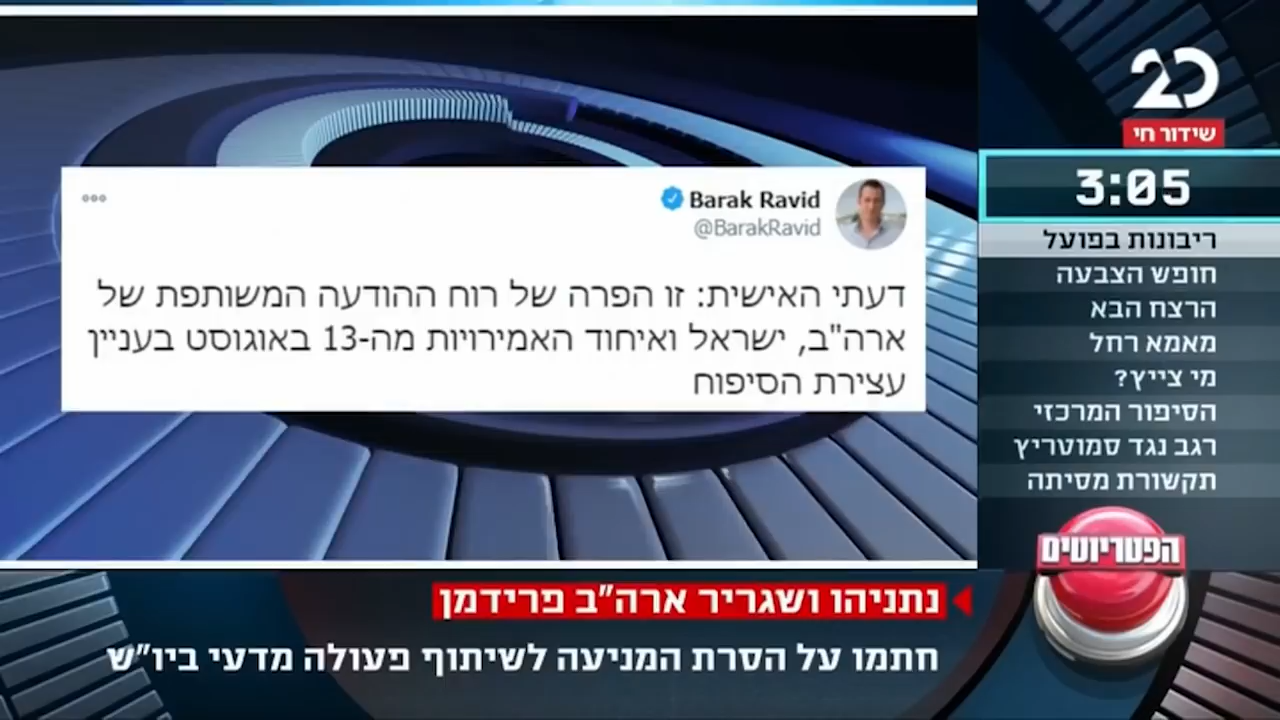 Barak Ravid
@BarakRavid
דעתי האישית: זו הפרה של רוח ההודעה המשותפת של
ארה"ב, ישראל ואיחוד האמירויות מה-13 באוגוסט בעניין
עצירת הסיפוח
20
שידור חי
3:05
ריבונות בפועל
חופש הצבעה
הרצח הבא
מאמא רחל
מי צייץ?
הסיפור המרכזי
רגב נגד סמוטריץ
תקשורת מסיתה
הפטריוטים
נתניהו ושגריר ארה"ב פרידמן
חתמו על הסרת המניעה לשיתוף פעולה מדעי ביו"ש